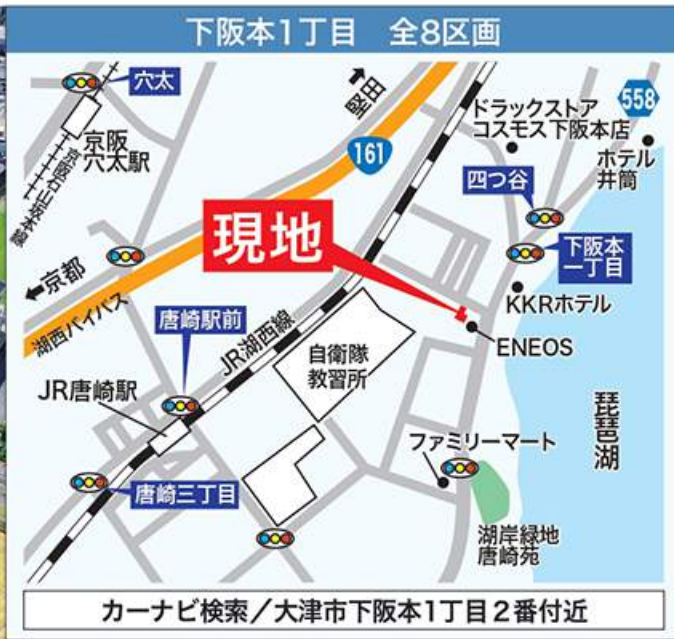 下阪本1丁目 全8区画
穴太
京阪
穴太駅
京阪石山坂本線
堅田
161
ドラックストア
コスモス下阪本店
558
ホテル
井筒
四つ谷
下阪本
一丁目
現地
京都
湖西バイパス
唐崎駅前
JR湖西線
KKRホテル
ENEOS
自衛隊
教習所
JR唐崎駅
琵琶湖
ファミリーマート
唐崎三丁目
湖岸緑地
唐崎苑
カーナビ検索/大津市下阪本1丁目2番付近